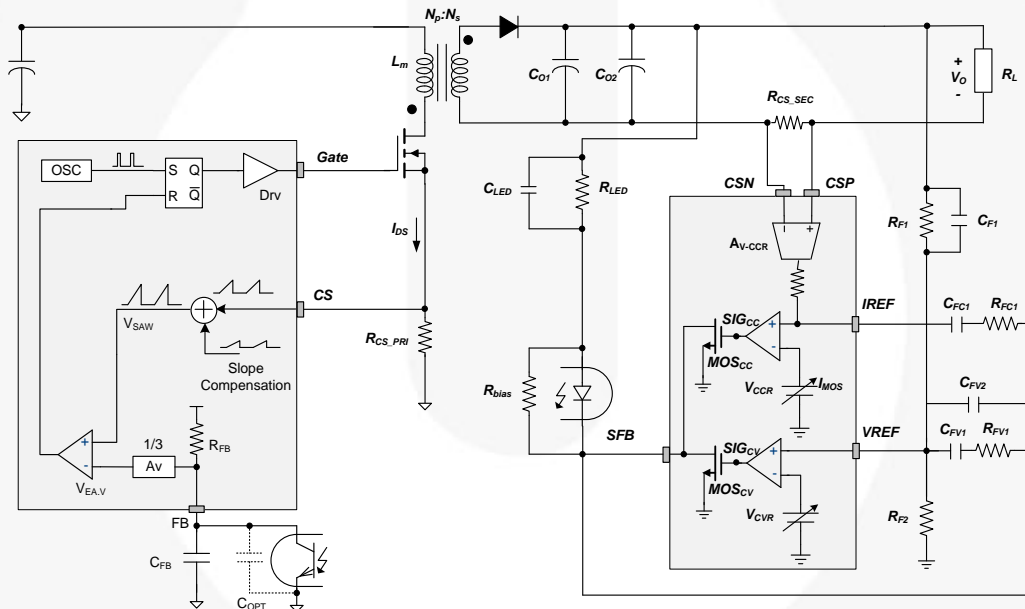 Np:Ns
Lm
CO1
CO2
RCS_SEC
+
VO
-
RL
OSC
S Q
R Q̅
Drv
Gate
IDS
CS
VSAW
Slope
Compensation
RCS_PRI
1/3
Av
RFB
+
-
VEA.V
FB
CFB
COPT
CLED
RLED
Rbias
SFB
CSN
CSP
- +
AV-CCR
SIGCC
+
-
MOSCC
VCCR
IMOS
IREF
SIGCV
+
-
MOSCV
VCVR
VREF
RF1
CF1
CFC1
RFC1
CFV2
CFV1
RFV1
RF2